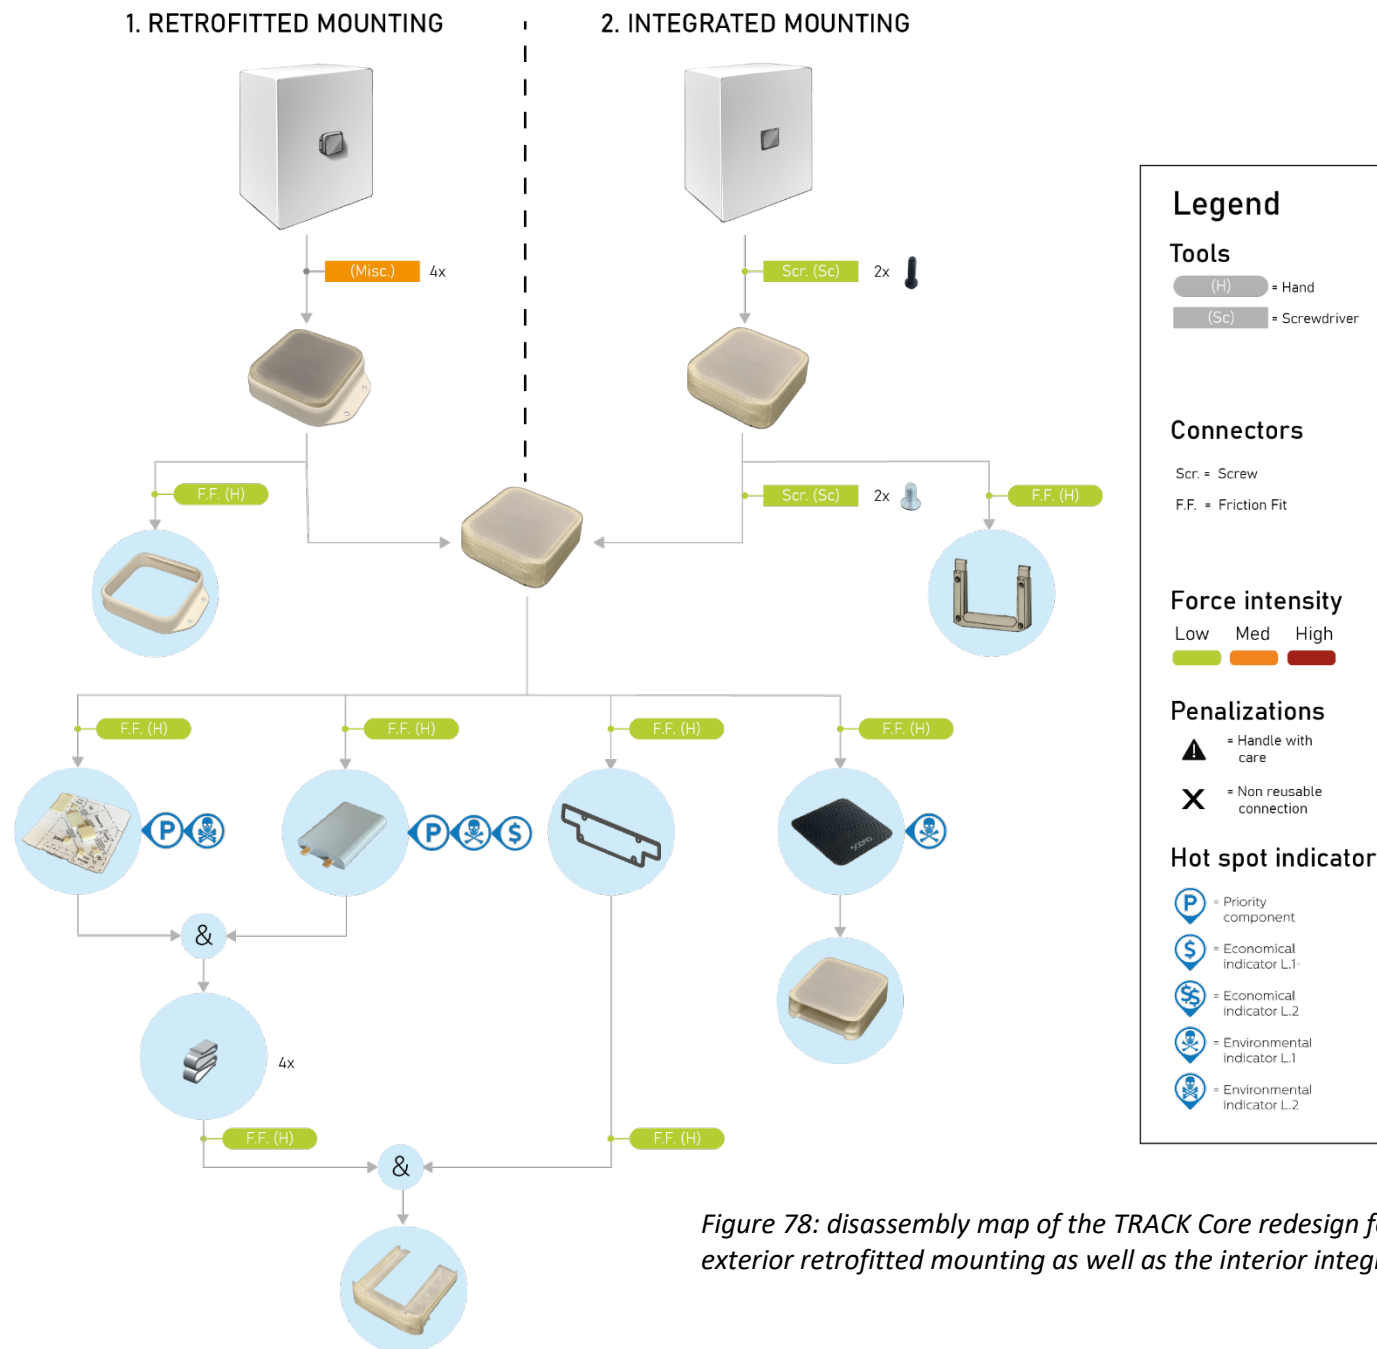 1. RETROFITTED MOUNTING
2. INTEGRATED MOUNTING
(Misc.) 4x
Scr. (Sc) 2x
F.F. (H)
Scr. (Sc) 2x
F.F. (H)
F.F. (H)
F.F. (H)
F.F. (H)
F.F. (H)
P
P
$
SODAQ
&
4x
F.F. (H)
F.F. (H)
&
Legend
Tools
(H) = Hand
(Sc) = Screwdriver
Connectors
Scr. = Screw
F.F. = Friction Fit
Force intensity
Low Med High
Penalizations
= Handle with
care
X = Non reusable
connection
Hot spot indicator
P = Priority
component
$ = Economical
indicator L.1
$$ = Economical
indicator L.2
= Environmental
indicator L.1
= Environmental
indicator L.2
Figure 78: disassembly map of the TRACK Core redesign fo
exterior retrofitted mounting as well as the interior integr